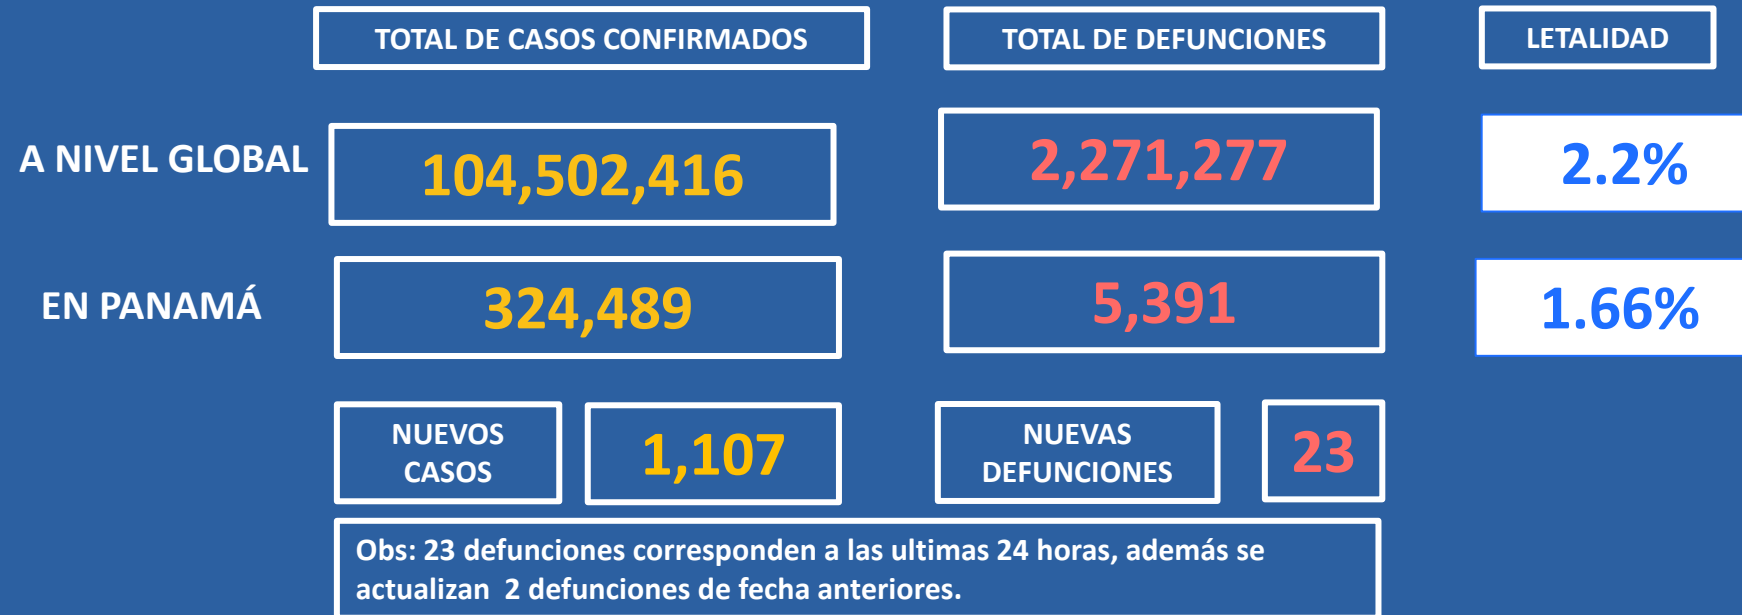 TOTAL DE CASOS CONFIRMADOS
TOTAL DE DEFUNCIONES
LETALIDAD
A NIVEL GLOBAL
104,502,416
2,271,277
2.2%
EN PANAMÁ
324,489
5,391
1.66%
NUEVOS
CASOS
1,107
NUEVAS
DEFUNCIONES
23
Obs: 23 defunciones corresponden a las ultimas 24 horas, además se
actualizan 2 defunciones de fecha anteriores.